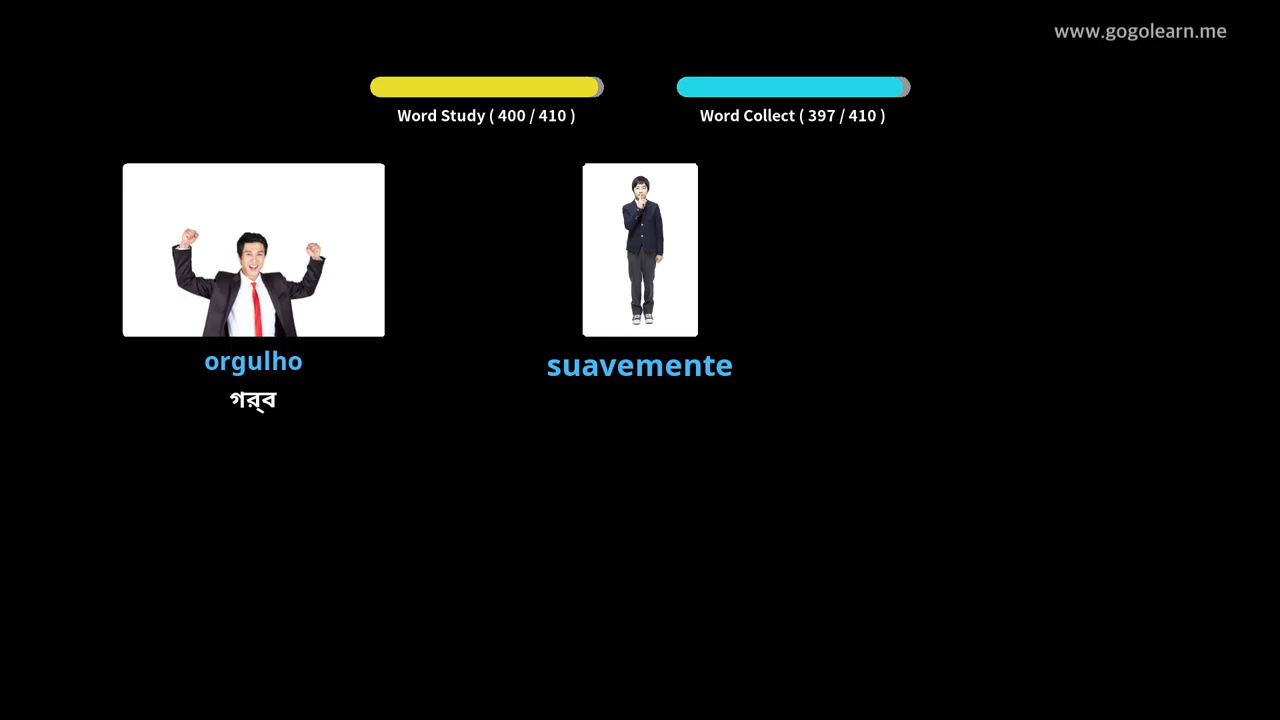 www.gogolearn.me
Word Study ( 400 / 410 )
Word Collect ( 397 / 410 )
orgulho
suavemente
গর্ব